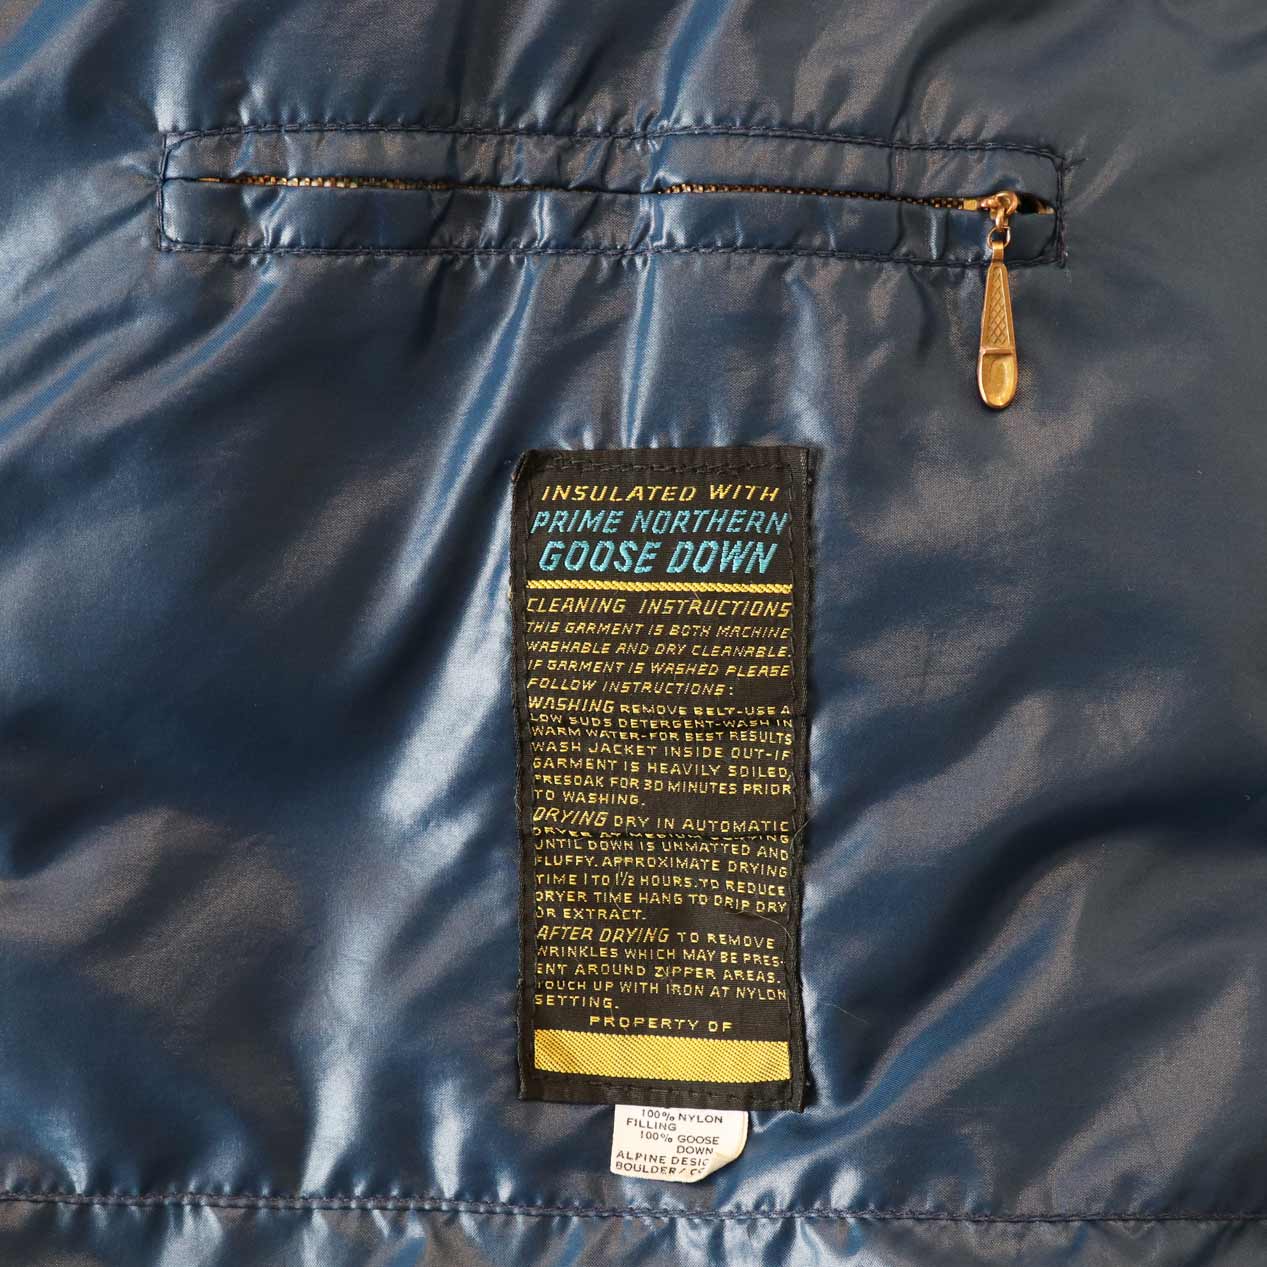 INSULATED WITH
PRIME NORTHERN
GOOSE DOWN
CLEANING INSTRUCTIONS
THIS GARMENT IS BOTH MACHINE
WASHABLE AND DRY CLEANABLE.
IF GARMENT IS WASHED PLEASE
FOLLOW INSTRUCTIONS:
WASHING REMOVE BELT-USE A
LOW SUDS DETERGENT-WASH IN
WARM WATER-FOR BEST RESULTS
WASH JACKET INSIDE OUT-IF
GARMENT IS HEAVILY SOILED,
PRESOAK FOR 30 MINUTES PRIOR
TO WASHING.
DRYING DRY IN AUTOMATIC
DRYER AT MEDIUM
UNTIL DOWN IS UNMATTED AND
FLUFFY. APPROXIMATE DRYING
TIME 1 TO 1½ HOURS. TO REDUCE
DRYER TIME HANG TO DRIP DRY
OR EXTRACT.
AFTER DRYING TO REMOVE
WRINKLES WHICH MAY BE PRES-
ENT AROUND ZIPPER AREAS.
TOUCH UP WITH IRON AT NYLON
SETTING.
PROPERTY OF
100% NYLON
FILLING
100% GOOSE
DOWN
ALPINE DESIG
BOULDER/ C